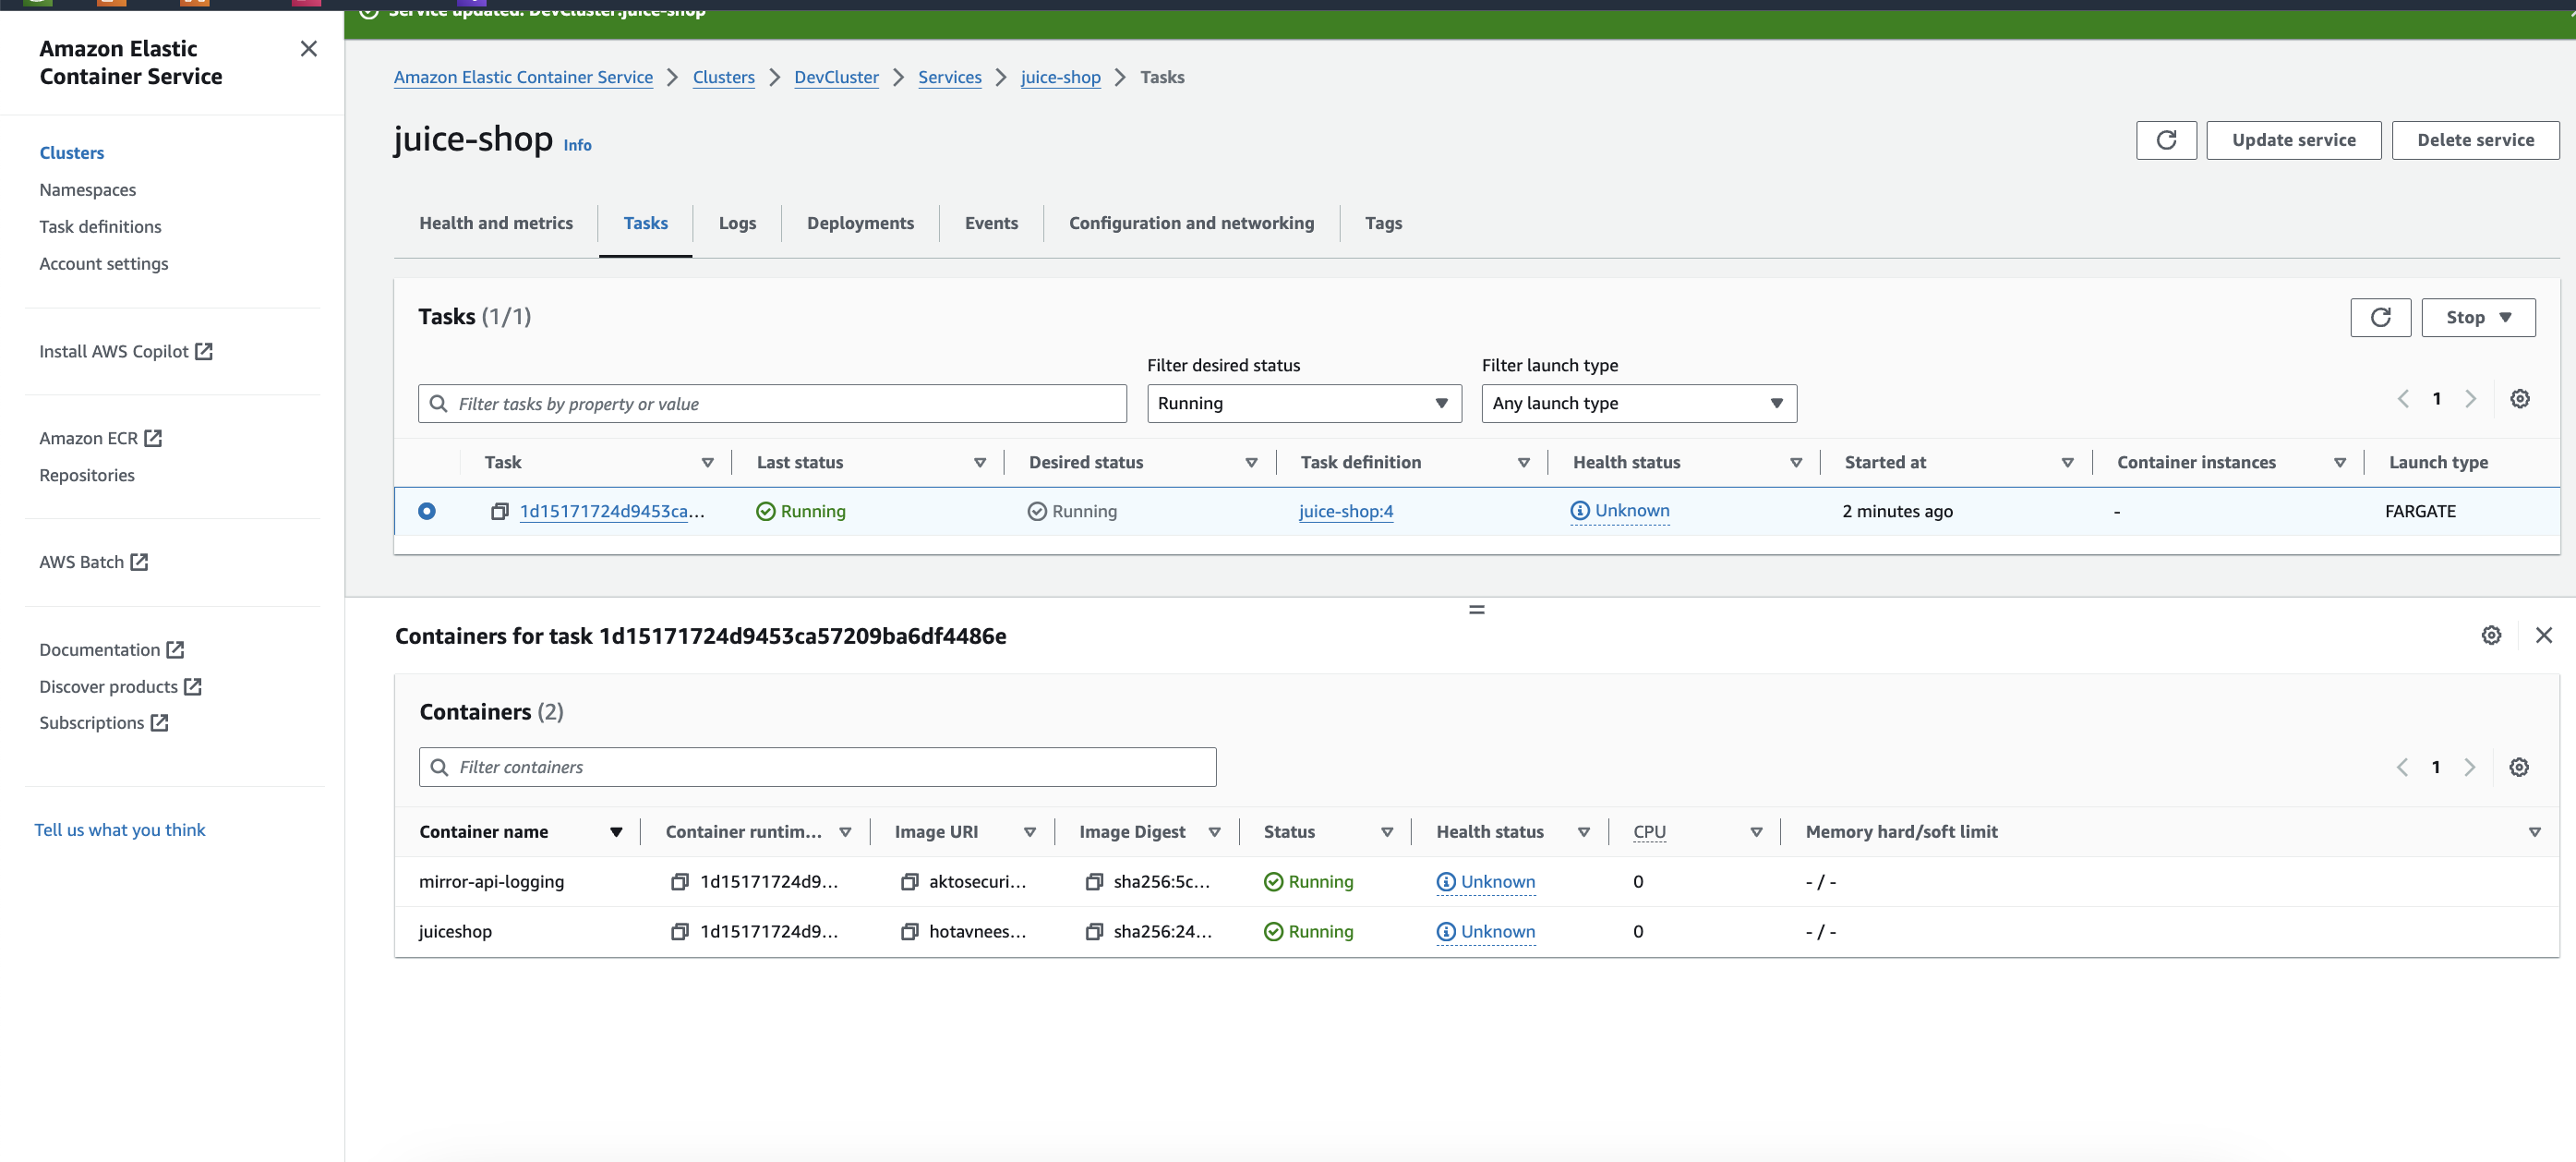 Service updated: DevCluster:juice-shop
Amazon Elastic
Container Service
Clusters
Namespaces
Task definitions
Account settings
Install AWS Copilot
Amazon ECR
Repositories
AWS Batch
Documentation
Discover products
Subscriptions
Tell us what you think
Amazon Elastic Container Service > Clusters > DevCluster > Services > juice-shop > Tasks
juice-shop Info
Update service Delete service
Health and metrics Tasks Logs Deployments Events Configuration and networking Tags
Tasks (1/1)
Stop
Filter desired status Filter launch type
Filter tasks by property or value Running Any launch type
1
Task Last status Desired status Task definition Health status Started at Container instances Launch type
1d15171724d9453ca... Running Running juice-shop:4 Unknown 2 minutes ago - FARGATE
Containers for task 1d15171724d9453ca57209ba6df4486e
Containers (2)
Filter containers
1
Container name Container runtim... Image URI Image Digest Status Health status CPU Memory hard/soft limit
mirror-api-logging 1d15171724d9... aktosecuri... sha256:5c... Running Unknown 0 - / -
juiceshop 1d15171724d9... hotavnees... sha256:24... Running Unknown 0 - / -